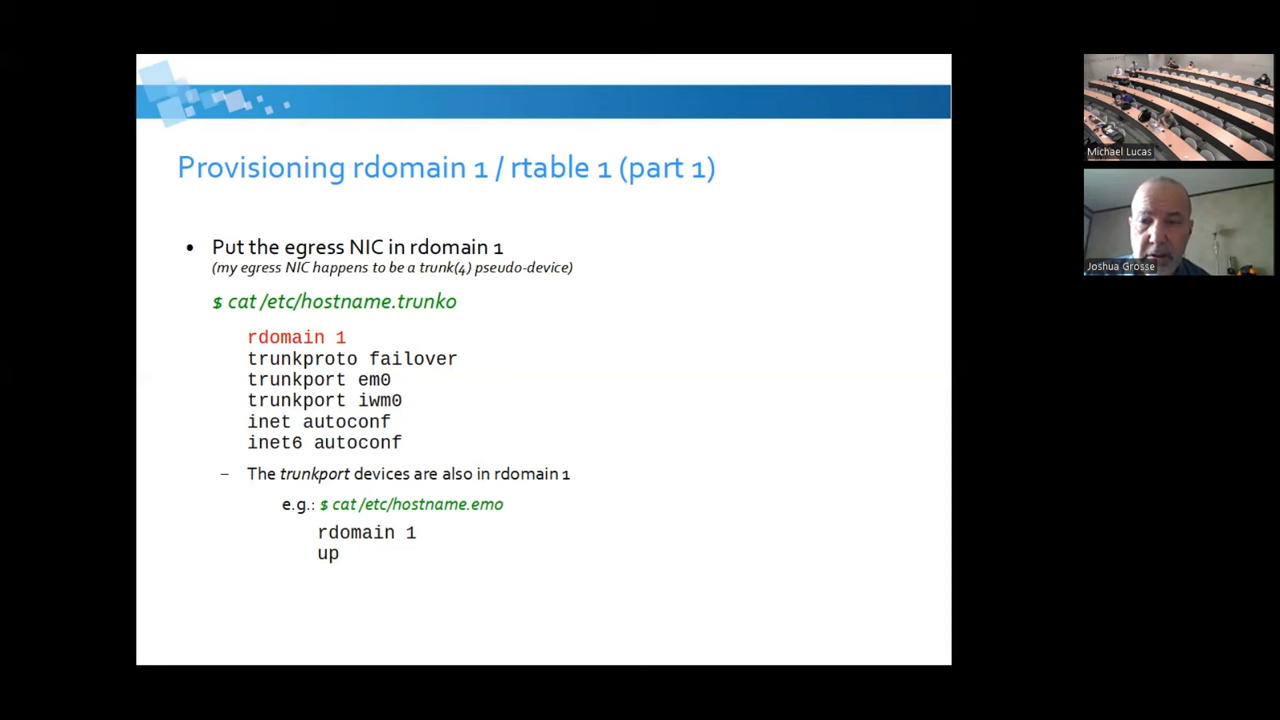 Provisioning rdomain 1 / rtable 1 (part 1)
• Put the egress NIC in rdomain 1
(my egress NIC happens to be a trunk(4) pseudo-device)
$ cat /etc/hostname.trunk0
rdomain 1
trunkproto failover
trunkport em0
trunkport iwm0
inet autoconf
inet6 autoconf
– The trunkport devices are also in rdomain 1
e.g.: $ cat /etc/hostname.em0
rdomain 1
up
Michael Lucas
Joshua Grosse